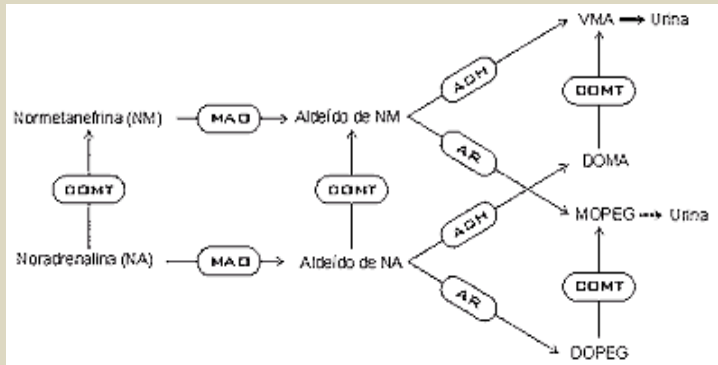 VMA → Urina
ADH
COMT
Normetanefrina (NM)
MAO
Aldeído de NM
COMT
COMT
AR
DOMA
ADH
MOPEG → Urina
Noradrenalina (NA)
MAO
Aldeído de NA
AR
COMT
DOPEG